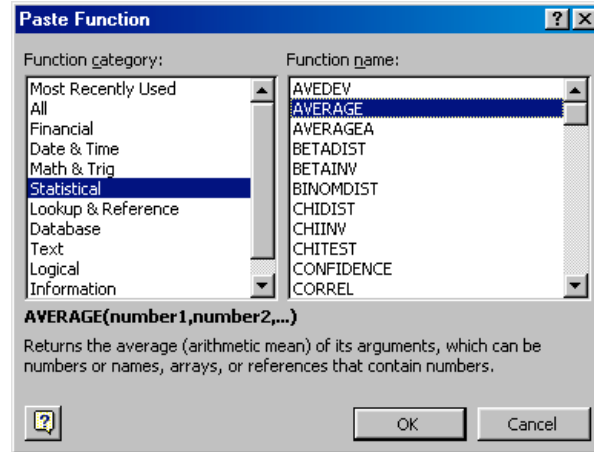 Paste Function
Function category:
Most Recently Used
All
Financial
Date & Time
Math & Trig
Statistical
Lookup & Reference
Database
Text
Logical
Information
Function name:
AVEDEV
AVERAGE
AVERAGEA
BETADIST
BETAINV
BINOMDIST
CHIDIST
CHIINV
CHITEST
CONFIDENCE
CORREL
AVERAGE(number1,number2,...)
Returns the average (arithmetic mean) of its arguments, which can be
numbers or names, arrays, or references that contain numbers.
OK
Cancel